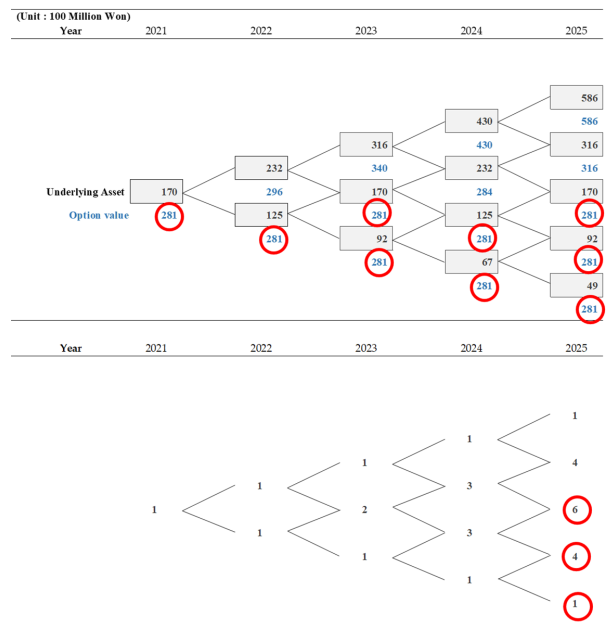 (Unit : 100 Million Won)
Year 2021 2022 2023 2024 2025
586
430 586
316 430 316
232 340 232 316
Underlying Asset 170 296 170 284 170
Option value 281 125 281 125 281
281 92 281 92
281 67 281
281 49
281
Year 2021 2022 2023 2024 2025
1
1
1 4
1 3
1 2 6
1 3
1 4
1
1